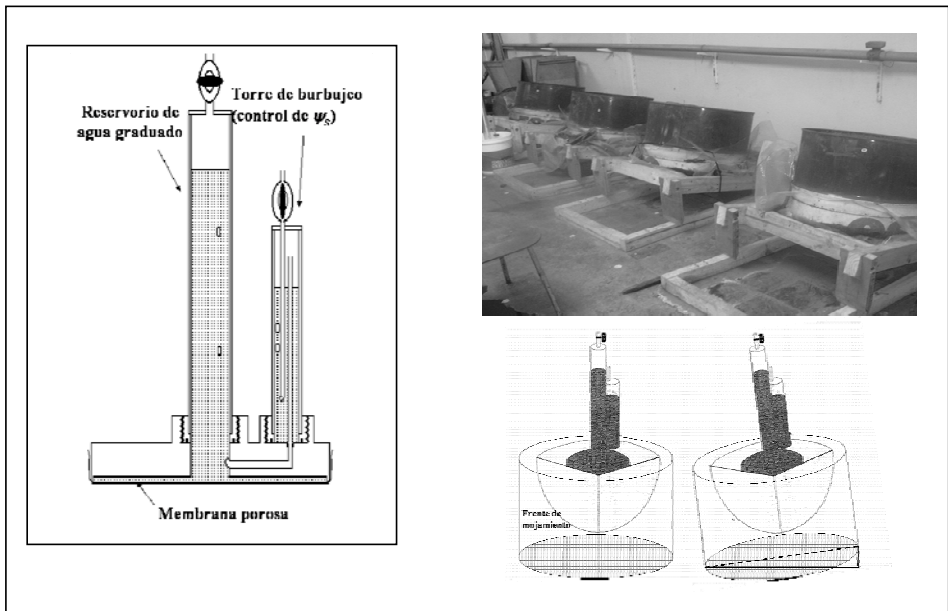 Reservorio de
agua graduado
Torre de burbujeo
(control de ψs)
Membrana porosa
Frente de
mojamiento